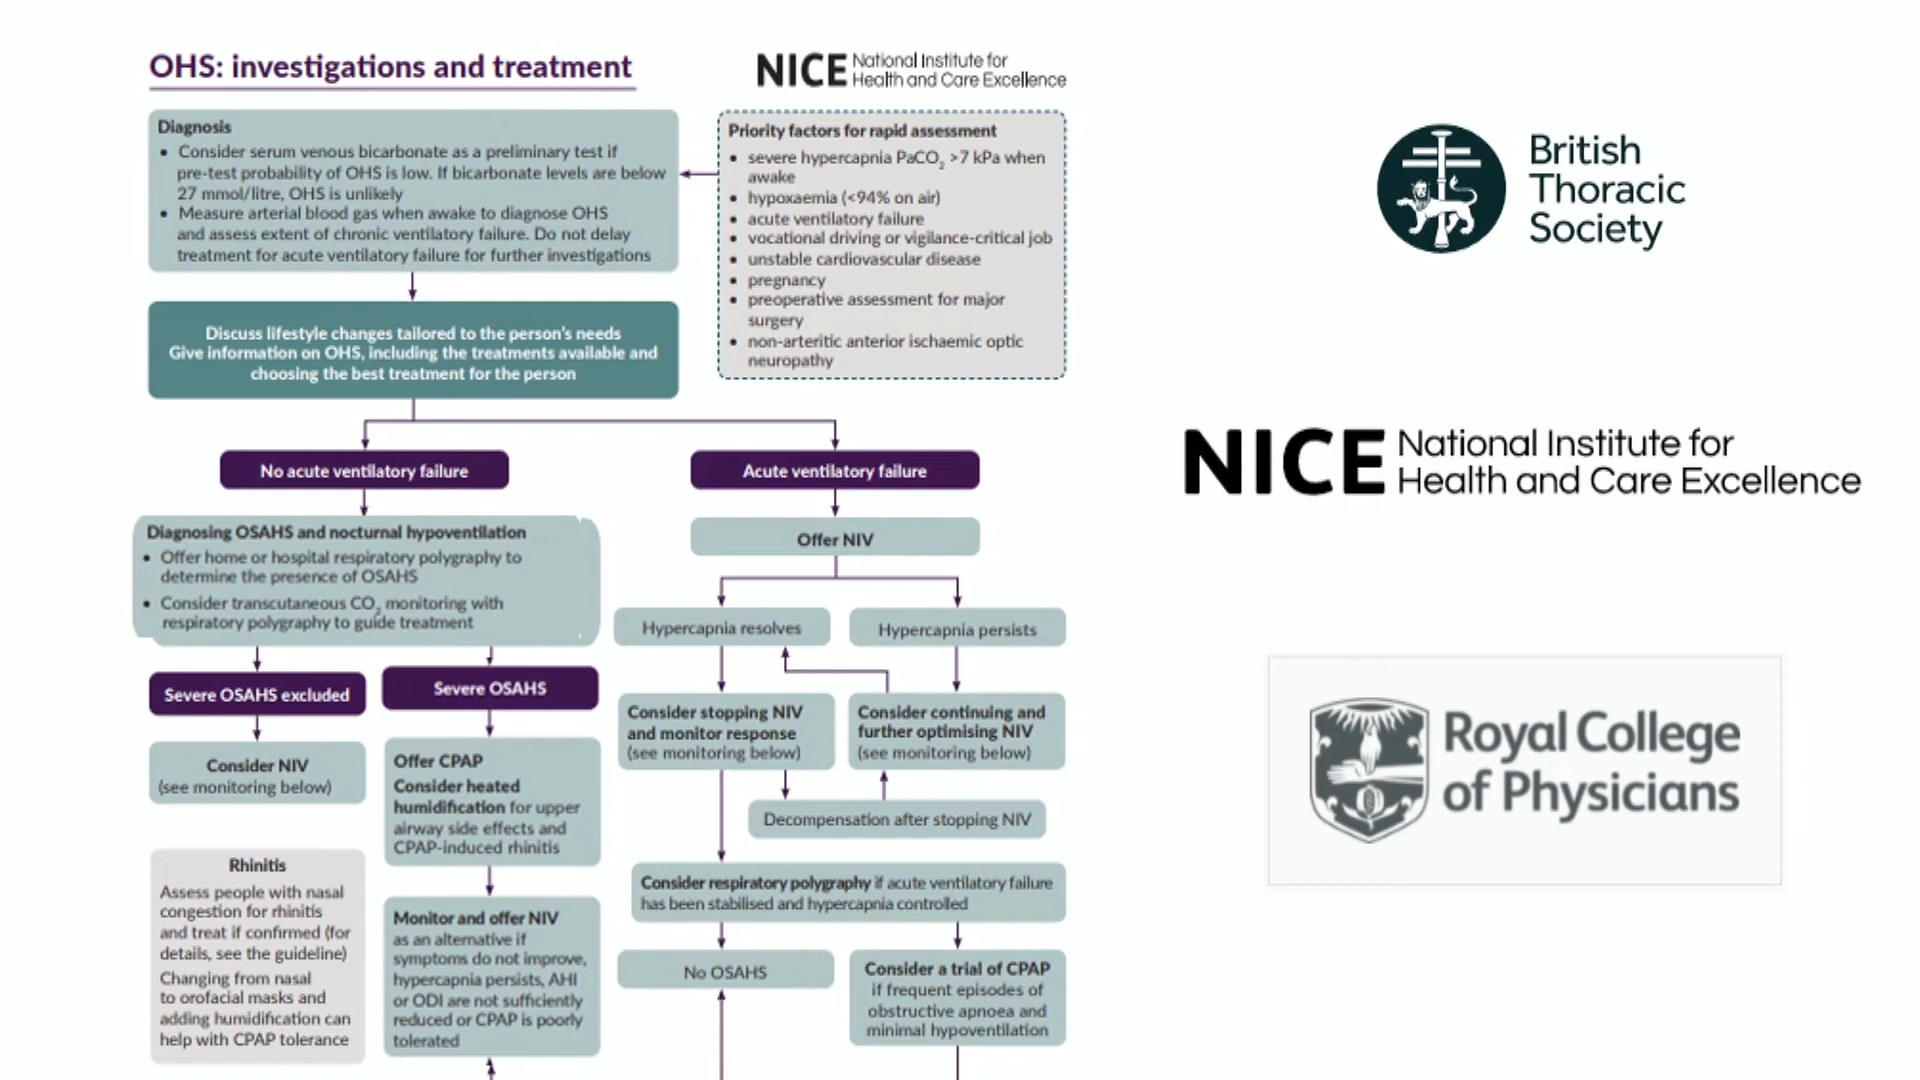 OHS: investigations and treatment
NICE National Institute for
Health and Care Excellence
Diagnosis
• Consider serum venous bicarbonate as a preliminary test if
pre-test probability of OHS is low. If bicarbonate levels are below
27 mmol/litre, OHS is unlikely
• Measure arterial blood gas when awake to diagnose OHS
and assess extent of chronic ventilatory failure. Do not delay
treatment for acute ventilatory failure for further investigations
Priority factors for rapid assessment
• severe hypercapnia PaCO₂ >7 kPa when
awake
• hypoxaemia (<94% on air)
• acute ventilatory failure
• vocational driving or vigilance-critical job
• unstable cardiovascular disease
• pregnancy
• preoperative assessment for major
surgery
• non-arteritic anterior ischaemic optic
neuropathy
Discuss lifestyle changes tailored to the person's needs
Give information on OHS, including the treatments available and
choosing the best treatment for the person
No acute ventilatory failure
Diagnosing OSAHS and nocturnal hypoventilation
• Offer home or hospital respiratory polygraphy to
determine the presence of OSAHS
• Consider transcutaneous CO₂ monitoring with
respiratory polygraphy to guide treatment
Severe OSAHS excluded
Consider NIV
(see monitoring below)
Rhinitis
Assess people with nasal
congestion for rhinitis
and treat if confirmed (for
details, see the guideline)
Changing from nasal
to orofacial masks and
adding humidification can
help with CPAP tolerance
Severe OSAHS
Offer CPAP
Consider heated
humidification for upper
airway side effects and
CPAP-induced rhinitis
Monitor and offer NIV
as an alternative if
symptoms do not improve,
hypercapnia persists, AHI
or ODI are not sufficiently
reduced or CPAP is poorly
tolerated
Acute ventilatory failure
Offer NIV
Hypercapnia resolves
Hypercapnia persists
Consider stopping NIV
and monitor response
(see monitoring below)
Consider continuing and
further optimising NIV
(see monitoring below)
Decompensation after stopping NIV
Consider respiratory polygraphy if acute ventilatory failure
has been stabilised and hypercapnia controlled
No OSAHS
Consider a trial of CPAP
if frequent episodes of
obstructive apnoea and
minimal hypoventilation
British
Thoracic
Society
NICE National Institute for
Health and Care Excellence
Royal College
of Physicians